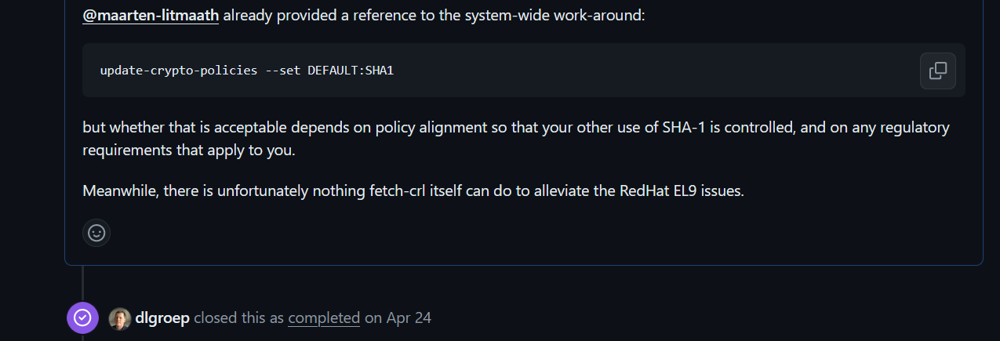 @maarten-litmaath already provided a reference to the system-wide work-around:
update-crypto-policies --set DEFAULT:SHA1
but whether that is acceptable depends on policy alignment so that your other use of SHA-1 is controlled, and on any regulatory
requirements that apply to you.
Meanwhile, there is unfortunately nothing fetch-crl itself can do to alleviate the RedHat EL9 issues.
dlgroep closed this as completed on Apr 24